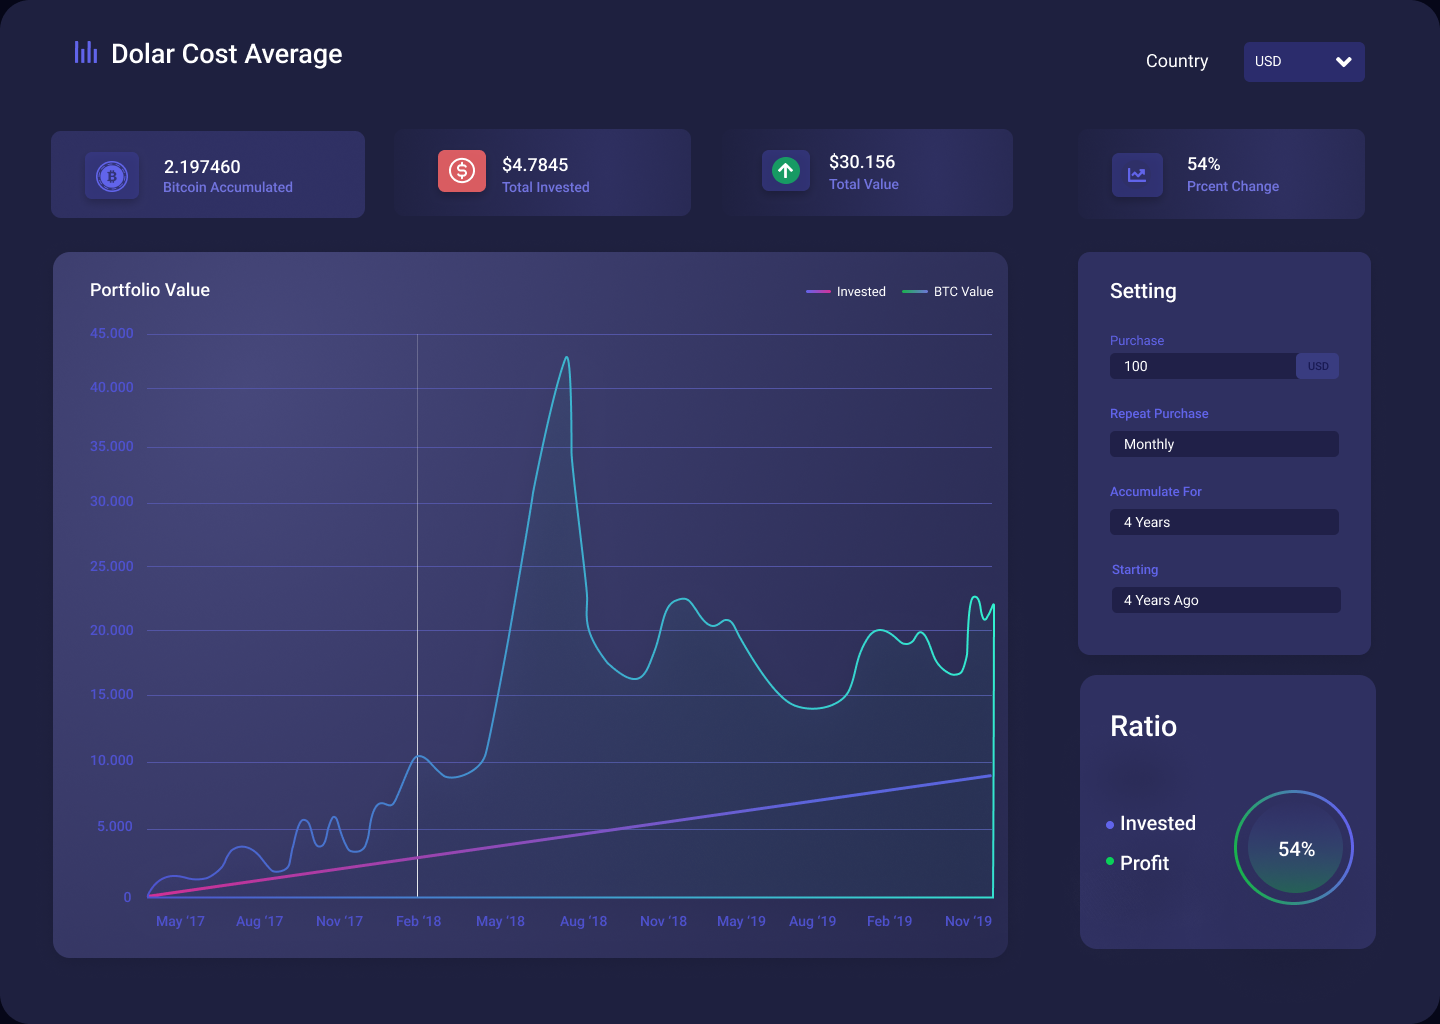 Dolar Cost Average
Country
USD
2.197460
Bitcoin Accumulated
$4.7845
Total Invested
$30.156
Total Value
54%
Prcent Change
Portfolio Value
Invested
BTC Value
45.000
40.000
35.000
30.000
25.000
20.000
15.000
10.000
5.000
0
May ‘17
Aug ‘17
Nov ‘17
Feb ‘18
May ‘18
Aug ‘18
Nov ‘18
May ‘19
Aug ‘19
Feb ‘19
Nov ‘19
Setting
Purchase
100
USD
Repeat Purchase
Monthly
Accumulate For
4 Years
Starting
4 Years Ago
Ratio
Invested
Profit
54%